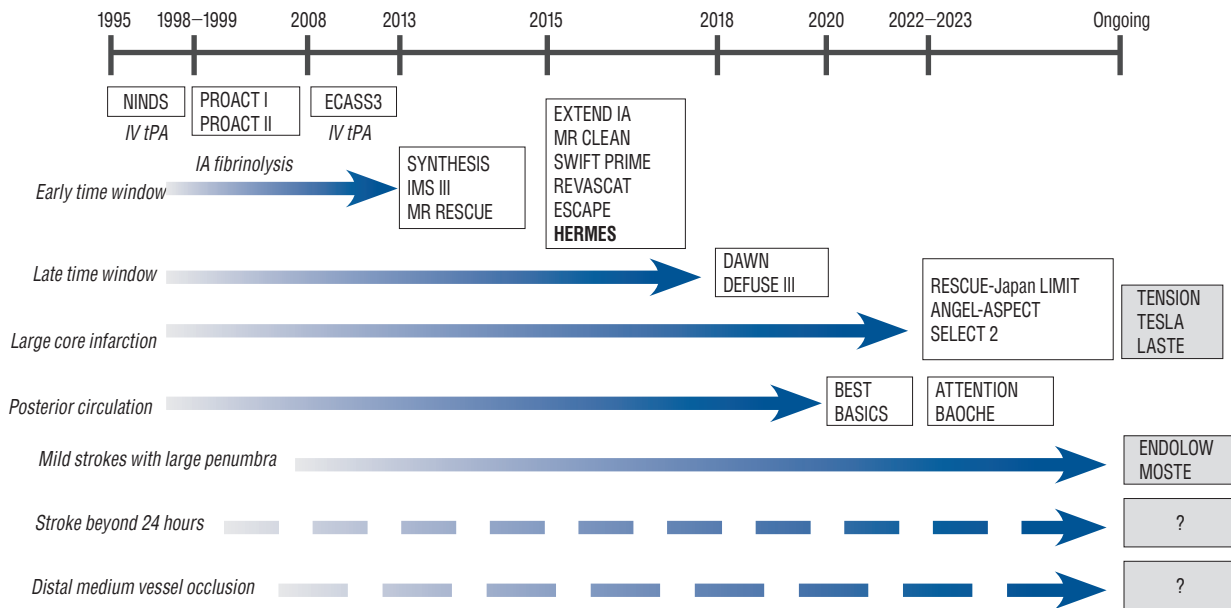 1995
1998–1999
2008
2013
2015
2018
2020
2022–2023
Ongoing
NINDS
IV tPA
PROACT I
PROACT II
ECASS3
IV tPA
IA fibrinolysis
Early time window
SYNTHESIS
IMS III
MR RESCUE
EXTEND IA
MR CLEAN
SWIFT PRIME
REVASCAT
ESCAPE
HERMES
Late time window
DAWN
DEFUSE III
Large core infarction
RESCUE-Japan LIMIT
ANGEL-ASPECT
SELECT 2
TENSION
TESLA
LASTE
Posterior circulation
BEST
BASICS
ATTENTION
BAOCHE
Mild strokes with large penumbra
ENDOLOW
MOSTE
Stroke beyond 24 hours
?
Distal medium vessel occlusion
?